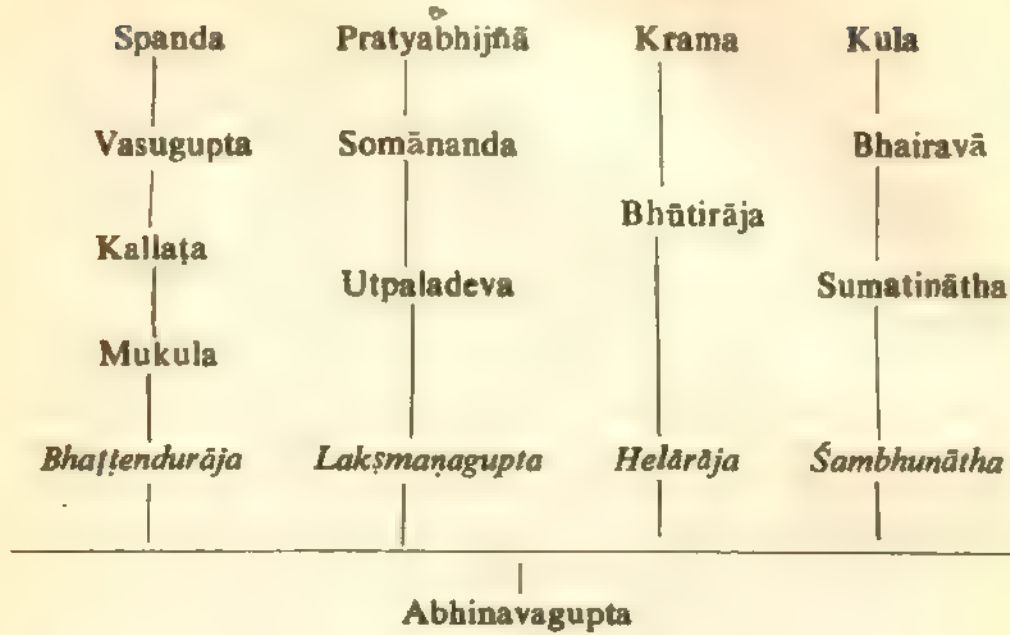 Spanda Pratyabhijñā Krama Kula
Vasugupta Somānanda Bhairavā
Bhūtirāja
Kallaṭa
Utpaladeva Sumatinātha
Mukula
Bhaṭṭendurāja Lakṣmaṇagupta Helārāja Śambhunātha
Abhinavagupta